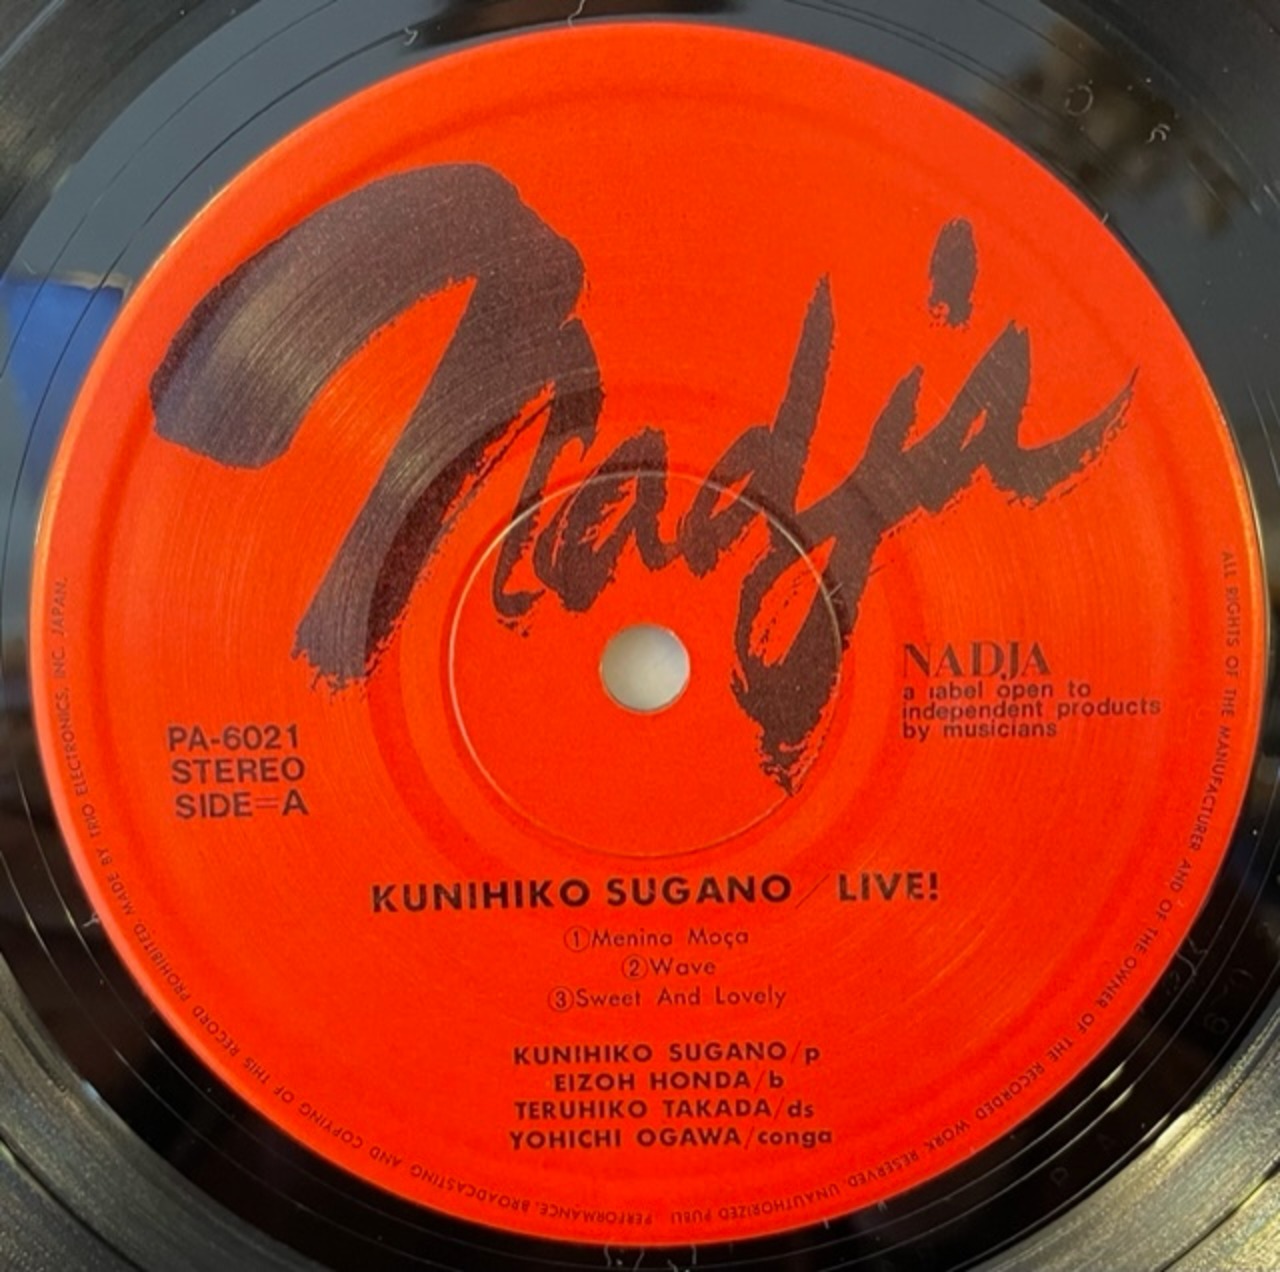 Nadja
NADJA
a label open to
independent products
by musicians
PA-6021
STEREO
SIDE=A
KUNIHIKO SUGANO / LIVE!
①Menina Moça
②Wave
③Sweet And Lovely
KUNIHIKO SUGANO/p
EIZOH HONDA/b
TERUHIKO TAKADA/ds
YOHICHI OGAWA/conga
ALL RIGHTS OF THE MANUFACTURER AND OF THE OWNER OF THE RECORDED WORK RESERVED. UNAUTHORIZED PUBLI PERFORMANCE, BROADCASTING AND COPYING OF THIS RECORD PROHIBITED. MADE BY TRIO ELECTRONICS, INC. JAPAN.